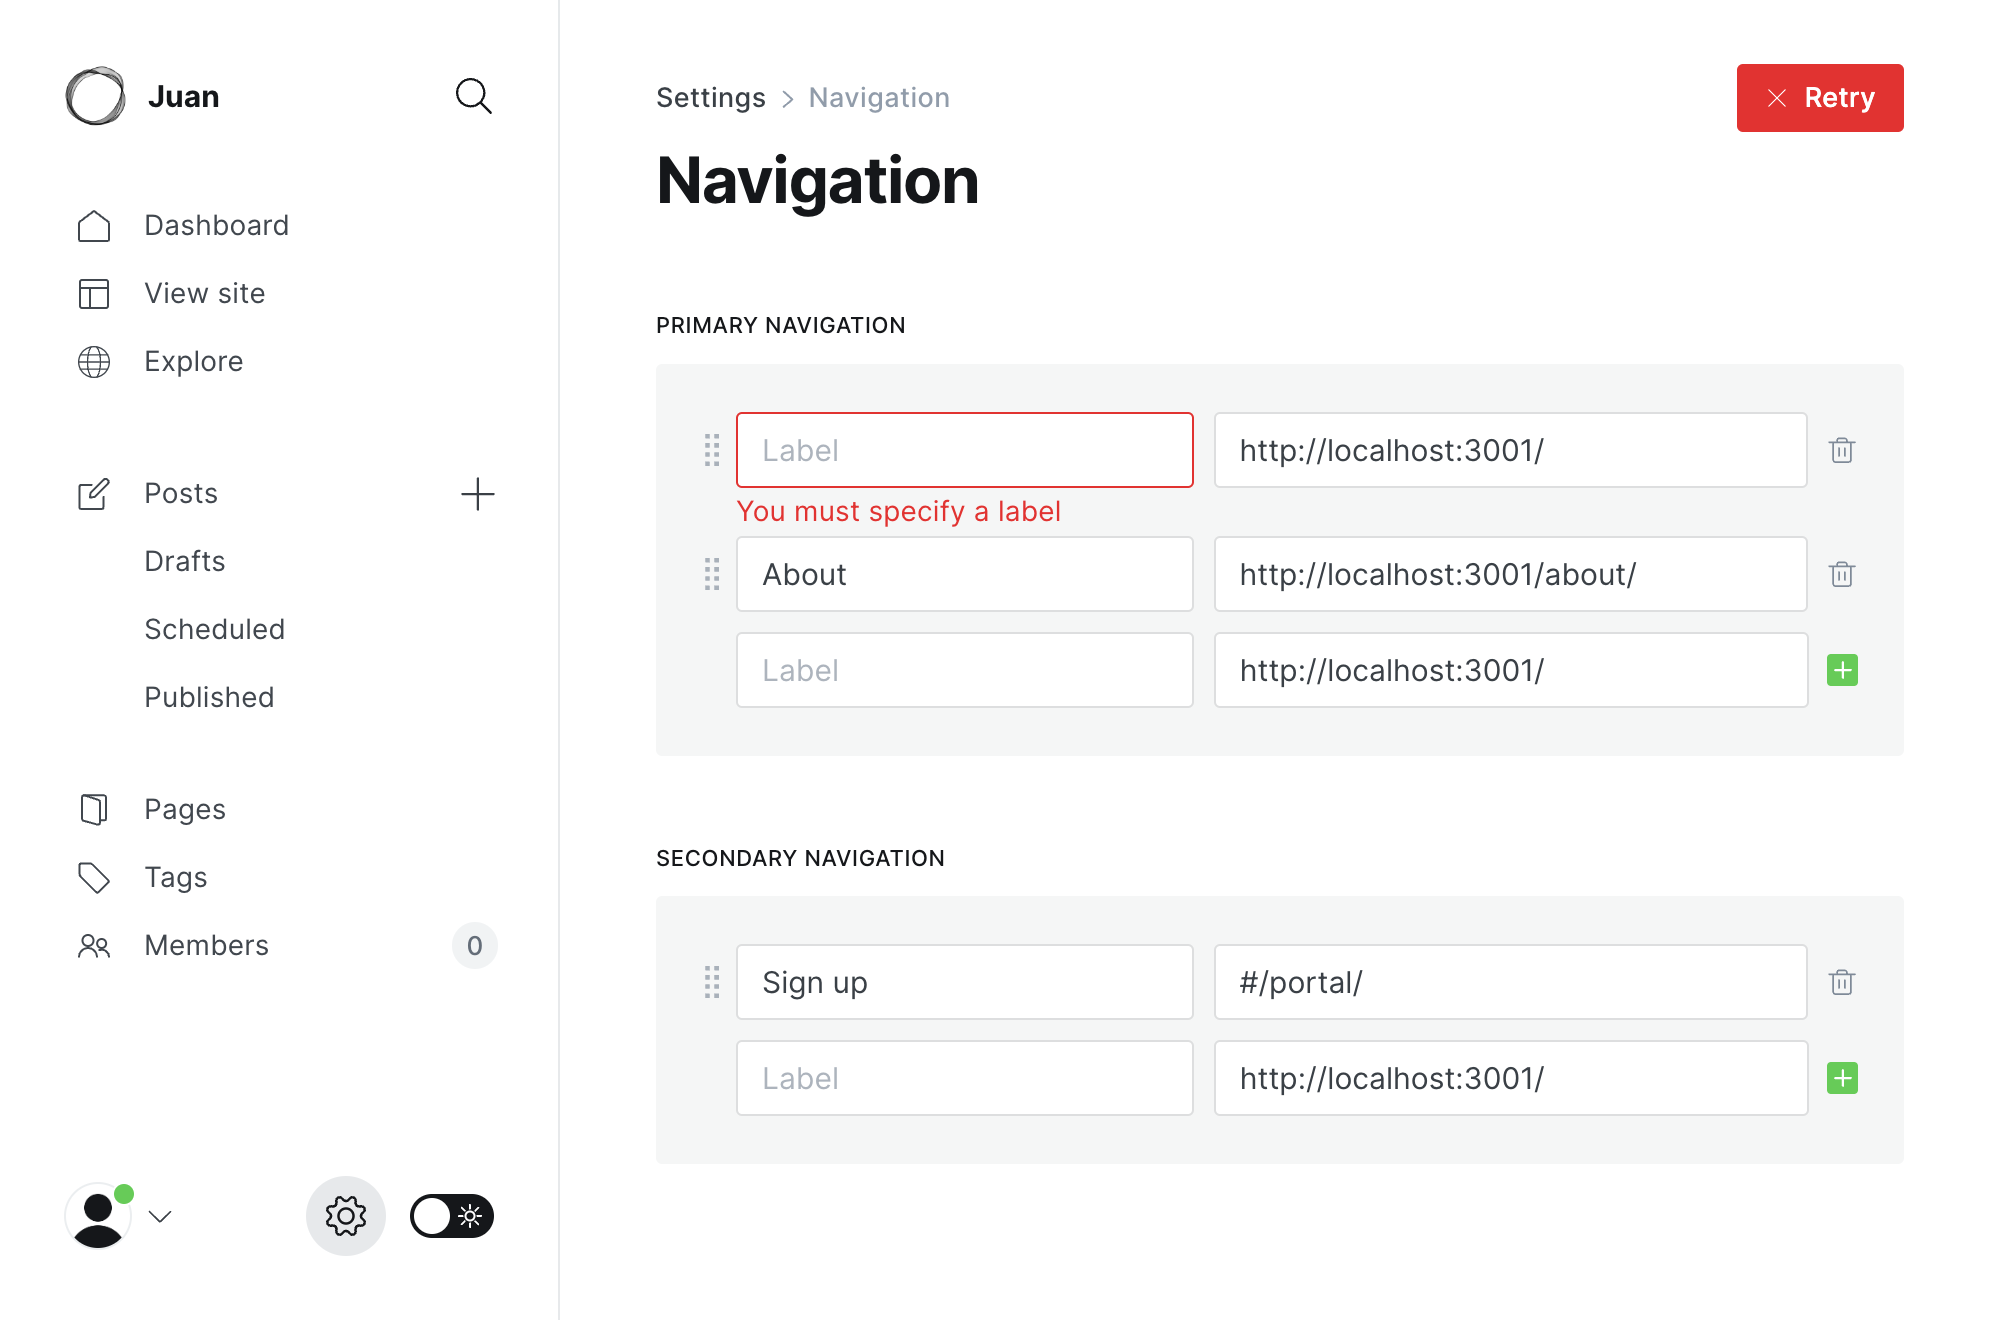 Juan
Dashboard
View site
Explore
Posts
Drafts
Scheduled
Published
Pages
Tags
Members 0
Settings > Navigation
Retry
Navigation
PRIMARY NAVIGATION
Label http://localhost:3001/
You must specify a label
About http://localhost:3001/about/
Label http://localhost:3001/
SECONDARY NAVIGATION
Sign up #/portal/
Label http://localhost:3001/